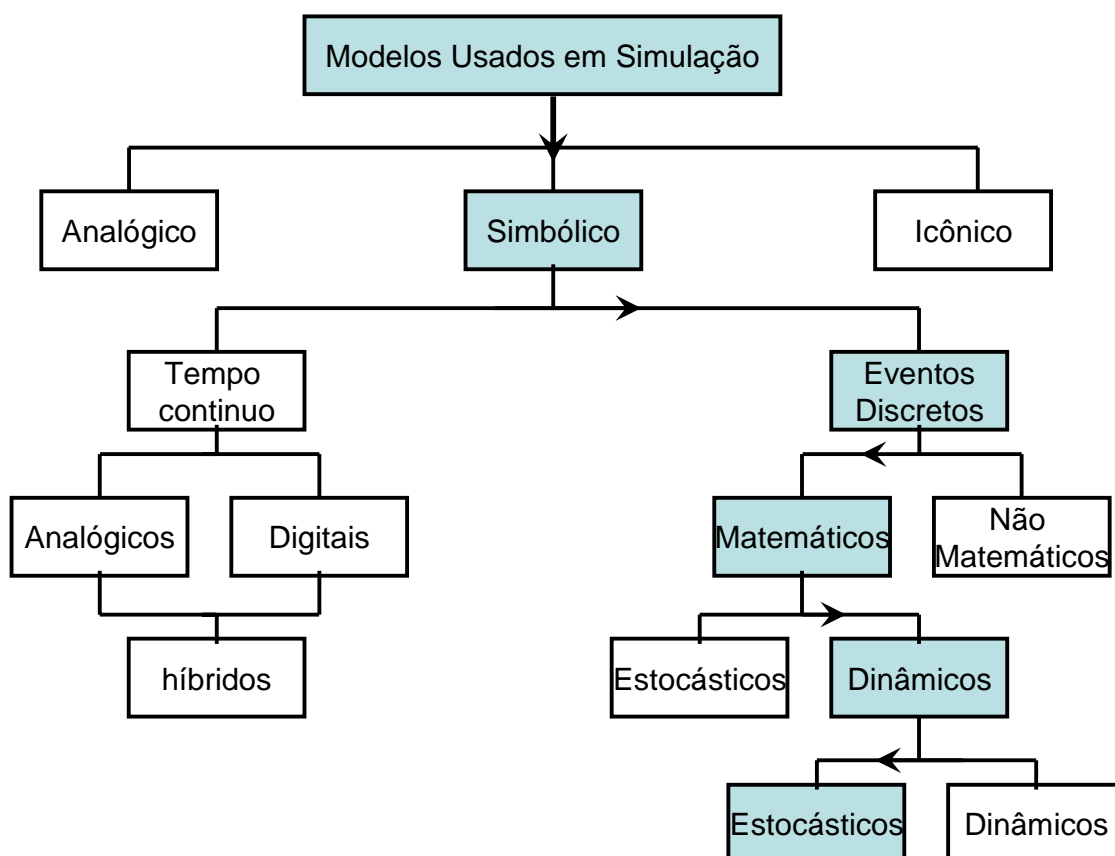 Modelos Usados em Simulação
Analógico
Simbólico
Icônico
Tempo
continuo
Eventos
Discretos
Analógicos
Digitais
Matemáticos
Não
Matemáticos
híbridos
Estocásticos
Dinâmicos
Estocásticos
Dinâmicos